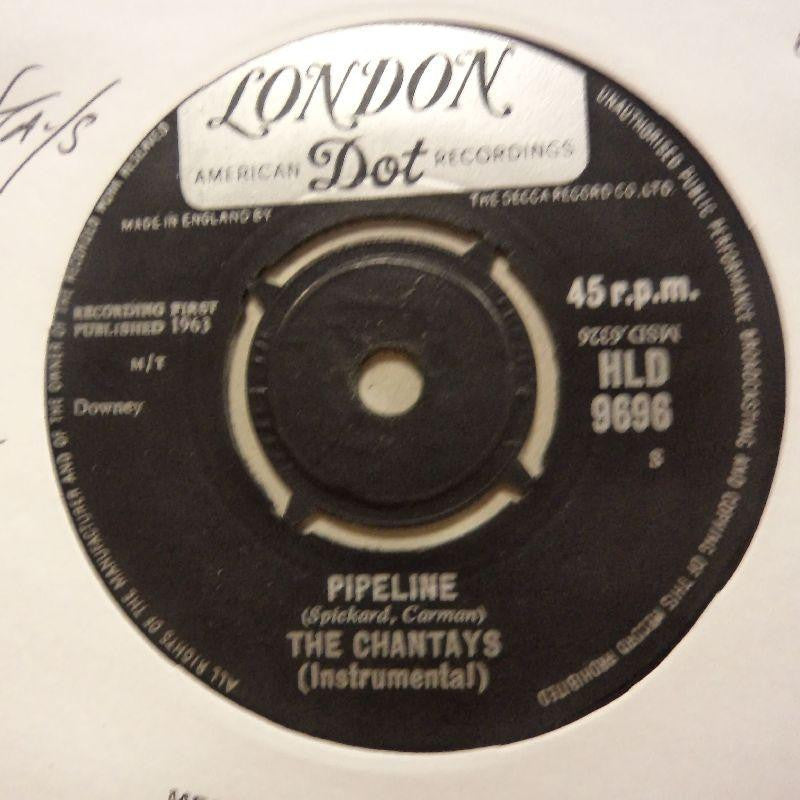 LONDON
AMERICAN Dot RECORDINGS
MADE IN ENGLAND BY THE DECCA RECORD CO. LTD
ALL RIGHTS OF THE MANUFACTURER AND OF THE OWNER OF THE RECORDED WORK RESERVED
UNAUTHORISED PUBLIC PERFORMANCE BROADCASTING AND COPYING OF THIS RECORD PROHIBITED
RECORDING FIRST
PUBLISHED 1963
M/T
Downey
45 r.p.m.
MSD.6326
HLD
9696
S
PIPELINE
(Spickard, Carman)
THE CHANTAYS
(Instrumental)